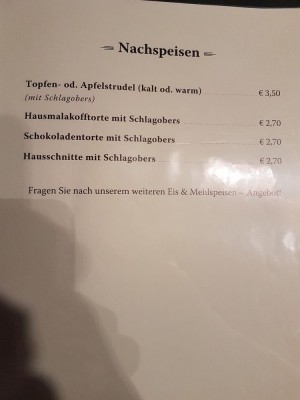 Nachspeisen
Topfen- od. Apfelstrudel (kalt od. warm) € 3,50
(mit Schlagobers)
Hausmalakofftorte mit Schlagobers € 2,70
Schokoladentorte mit Schlagobers € 2,70
Hausschnitte mit Schlagobers € 2,70
Fragen Sie nach unserem weiteren Eis & Mehlspeisen – Angebot!